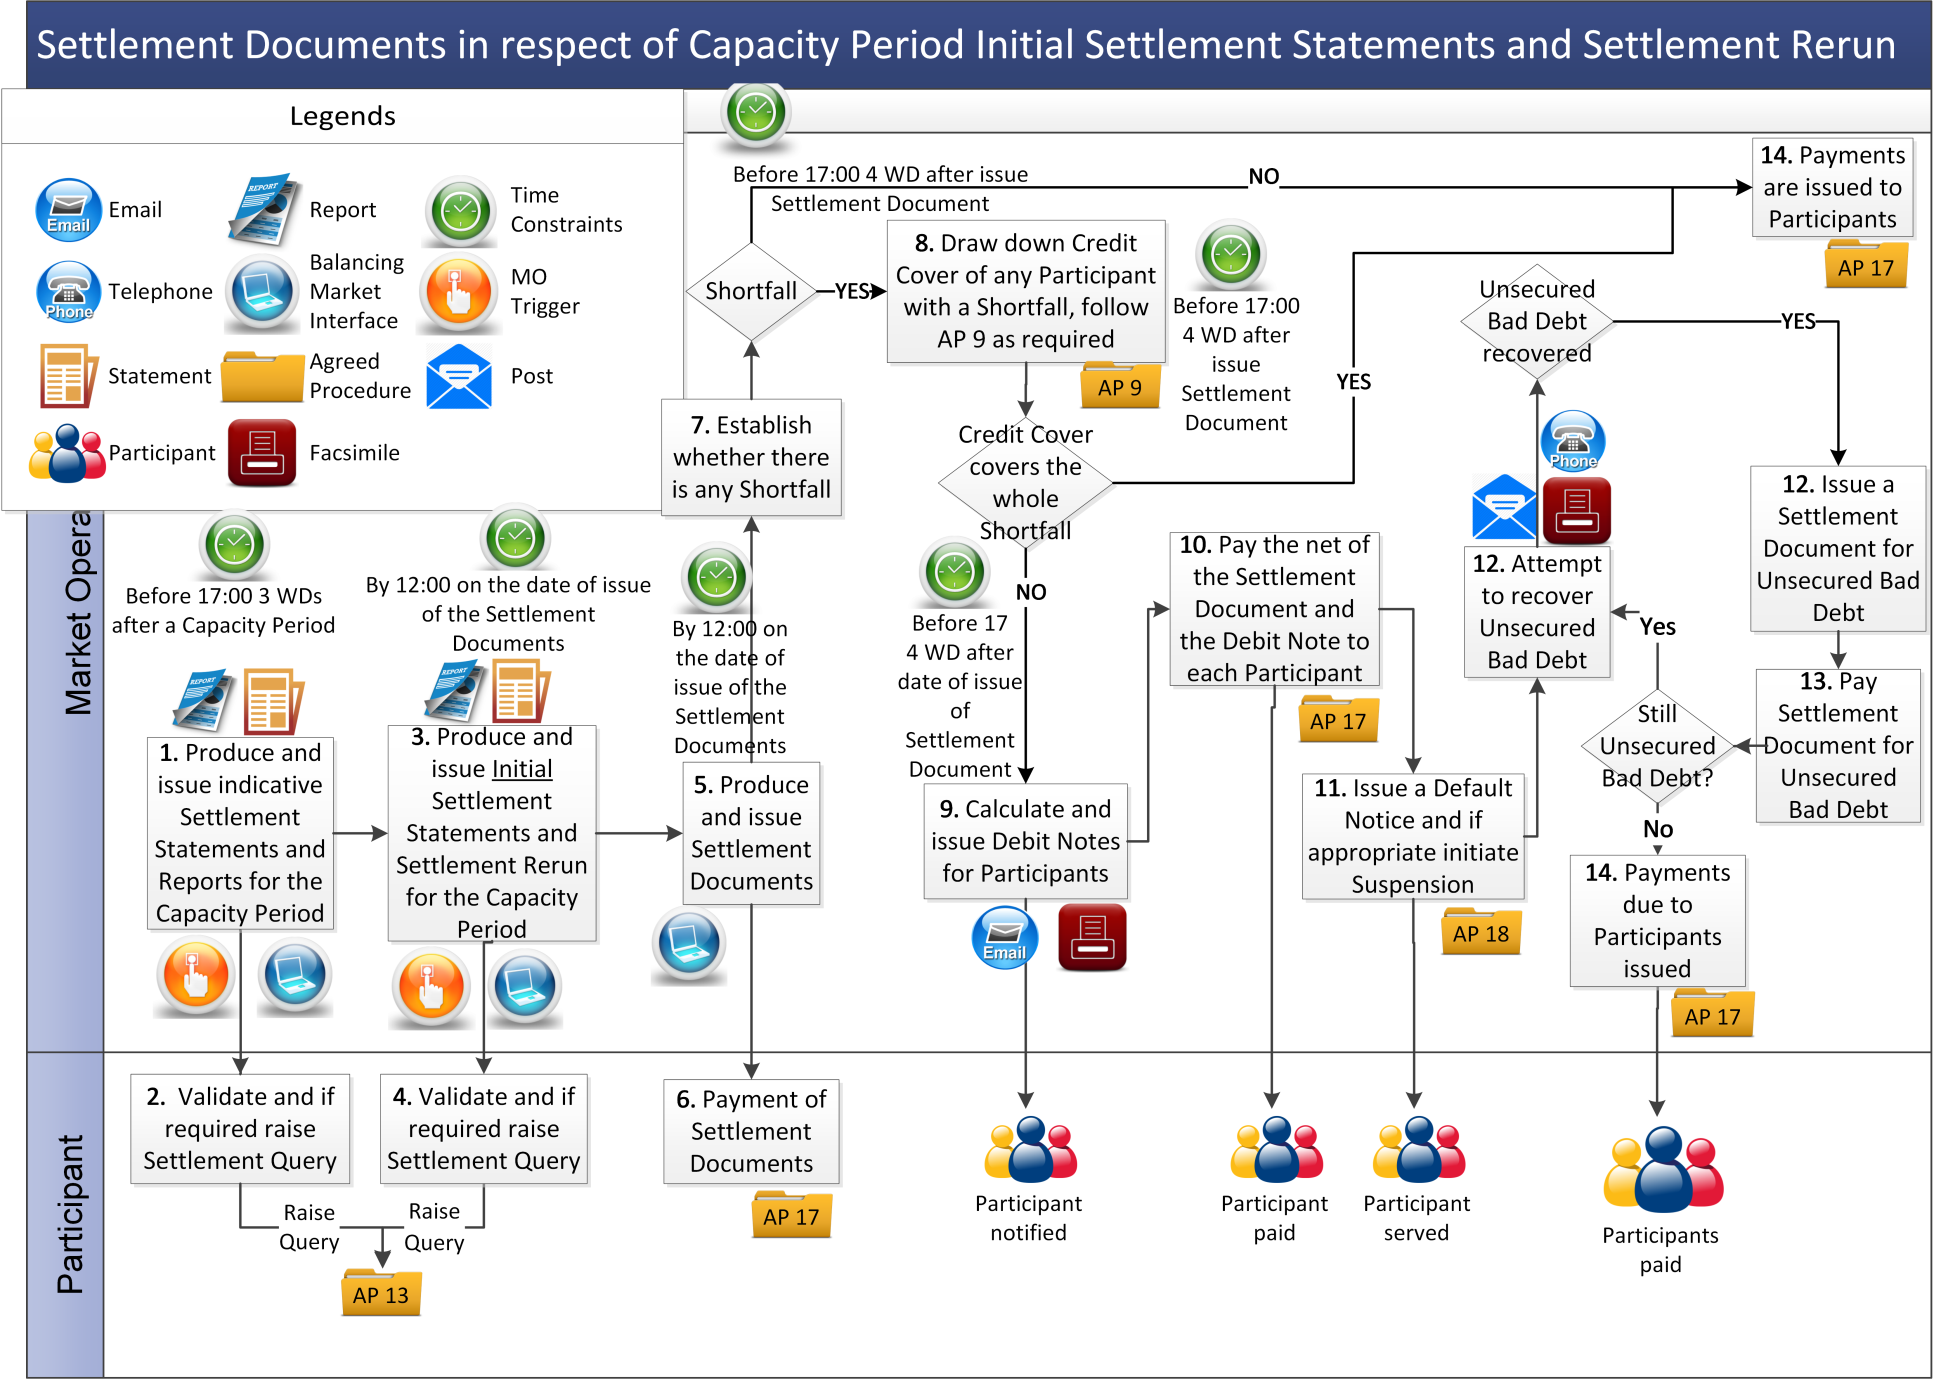 Settlement Documents in respect of Capacity Period Initial Settlement Statements and Settlement Rerun
Legends
Email
Email
Report
REPORT
Time
Constraints
Phone
Telephone
Balancing
Market
Interface
MO
Trigger
Statement
Agreed
Procedure
Post
Participant
Facsimile
Market Opera
Participant
Before 17:00 3 WDs
after a Capacity Period
REPORT
1. Produce and
issue indicative
Settlement
Statements and
Reports for the
Capacity Period
2. Validate and if
required raise
Settlement Query
Raise
Query
By 12:00 on the date of issue
of the Settlement
Documents
REPORT
3. Produce and
issue Initial
Settlement
Statements and
Settlement Rerun
for the Capacity
Period
4. Validate and if
required raise
Settlement Query
Raise
Query
AP 13
By 12:00 on
the date of
issue of the
Settlement
Documents
5. Produce
and issue
Settlement
Documents
6. Payment of
Settlement
Documents
AP 17
7. Establish
whether there
is any Shortfall
Shortfall
Before 17:00 4 WD after issue
Settlement Document
NO
YES
8. Draw down Credit
Cover of any Participant
with a Shortfall, follow
AP 9 as required
AP 9
Before 17:00
4 WD after
issue
Settlement
Document
Credit Cover
covers the
whole
Shortfall
YES
NO
Before 17
4 WD after
date of issue
of
Settlement
Document
9. Calculate and
issue Debit Notes
for Participants
Email
Participant
notified
10. Pay the net of
the Settlement
Document and
the Debit Note to
each Participant
AP 17
Participant
paid
11. Issue a Default
Notice and if
appropriate initiate
Suspension
AP 18
Participant
served
12. Attempt
to recover
Unsecured
Bad Debt
Phone
Unsecured
Bad Debt
recovered
YES
12. Issue a
Settlement
Document for
Unsecured Bad
Debt
13. Pay
Settlement
Document for
Unsecured
Bad Debt
Still
Unsecured
Bad Debt?
Yes
No
14. Payments
due to
Participants
issued
AP 17
Participants
paid
14. Payments
are issued to
Participants
AP 17